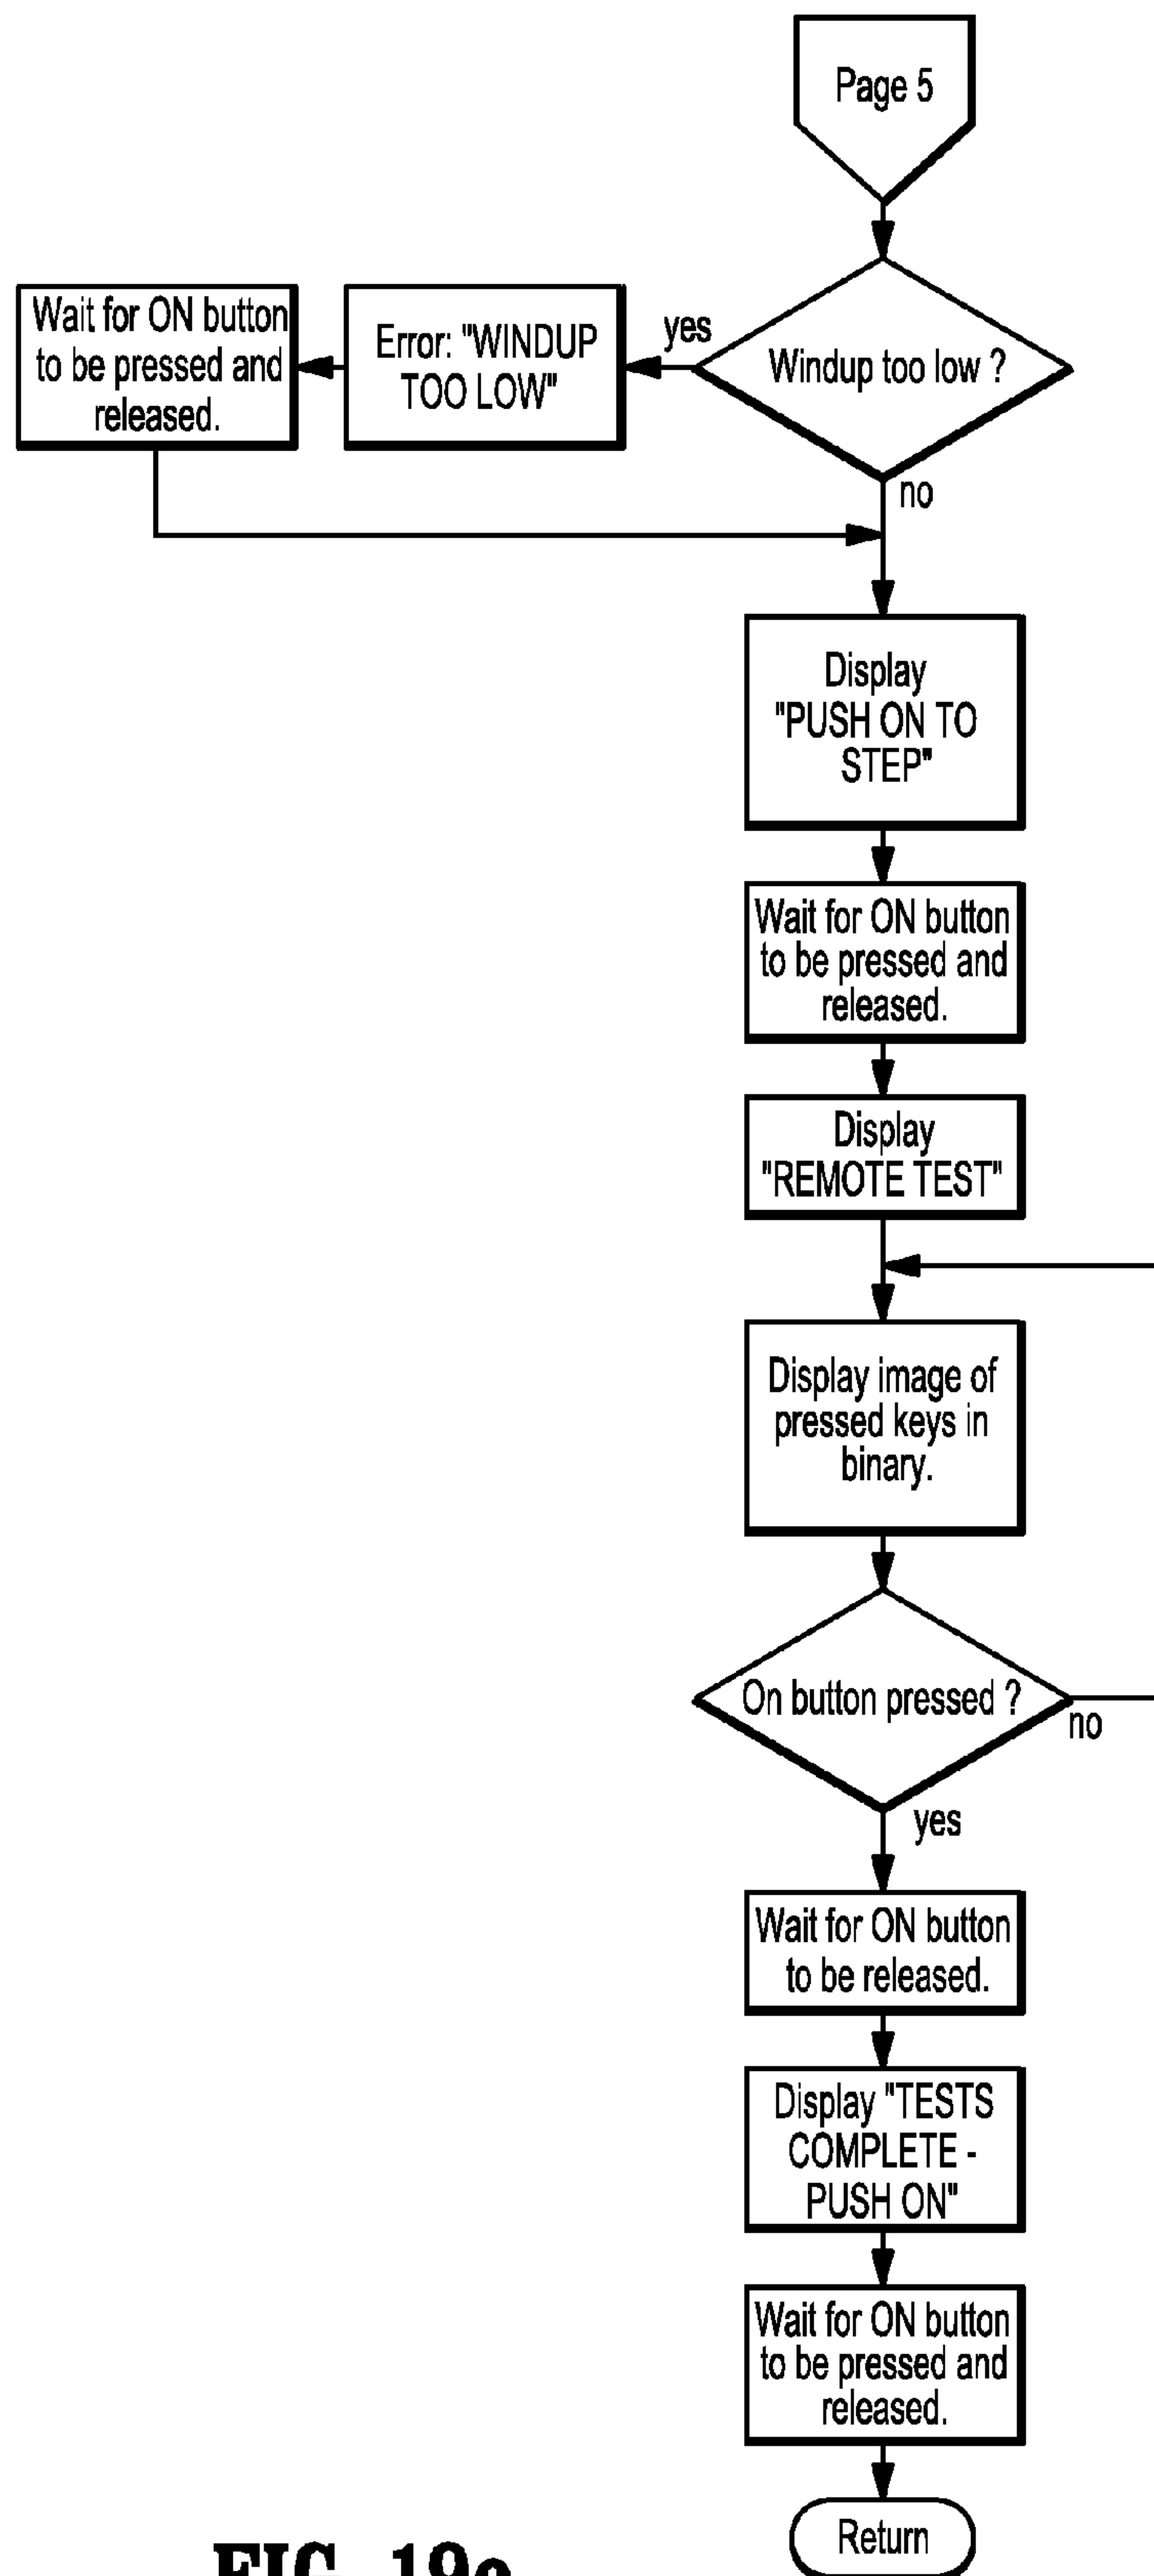 Page 5
Windup too low ?
yes
no
Error: "WINDUP
TOO LOW"
Wait for ON button
to be pressed and
released.
Display
"PUSH ON TO
STEP"
Wait for ON button
to be pressed and
released.
Display
"REMOTE TEST"
Display image of
pressed keys in
binary.
On button pressed ?
no
yes
Wait for ON button
to be released.
Display "TESTS
COMPLETE -
PUSH ON"
Wait for ON button
to be pressed and
released.
Return
FIG. 19e